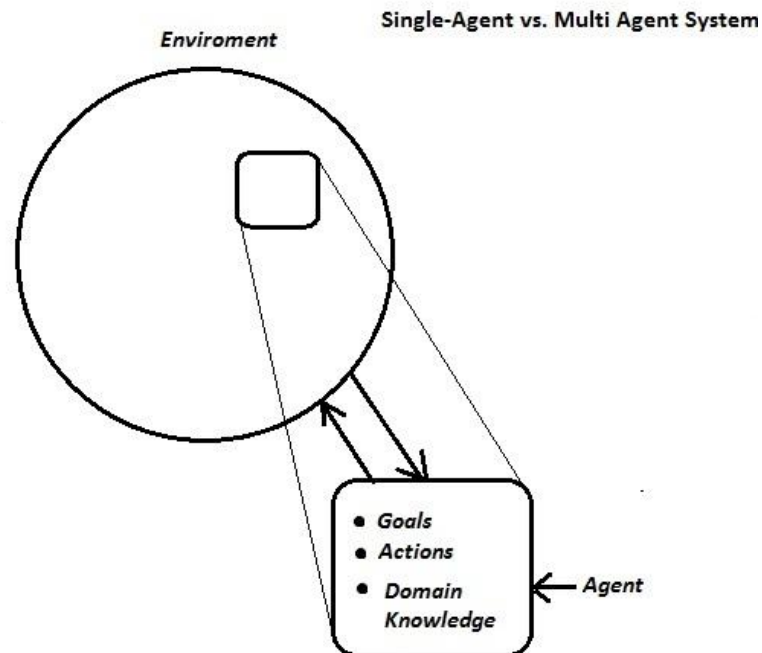 Single-Agent vs. Multi Agent System
Enviroment
• Goals
• Actions
• Domain
Knowledge
Agent